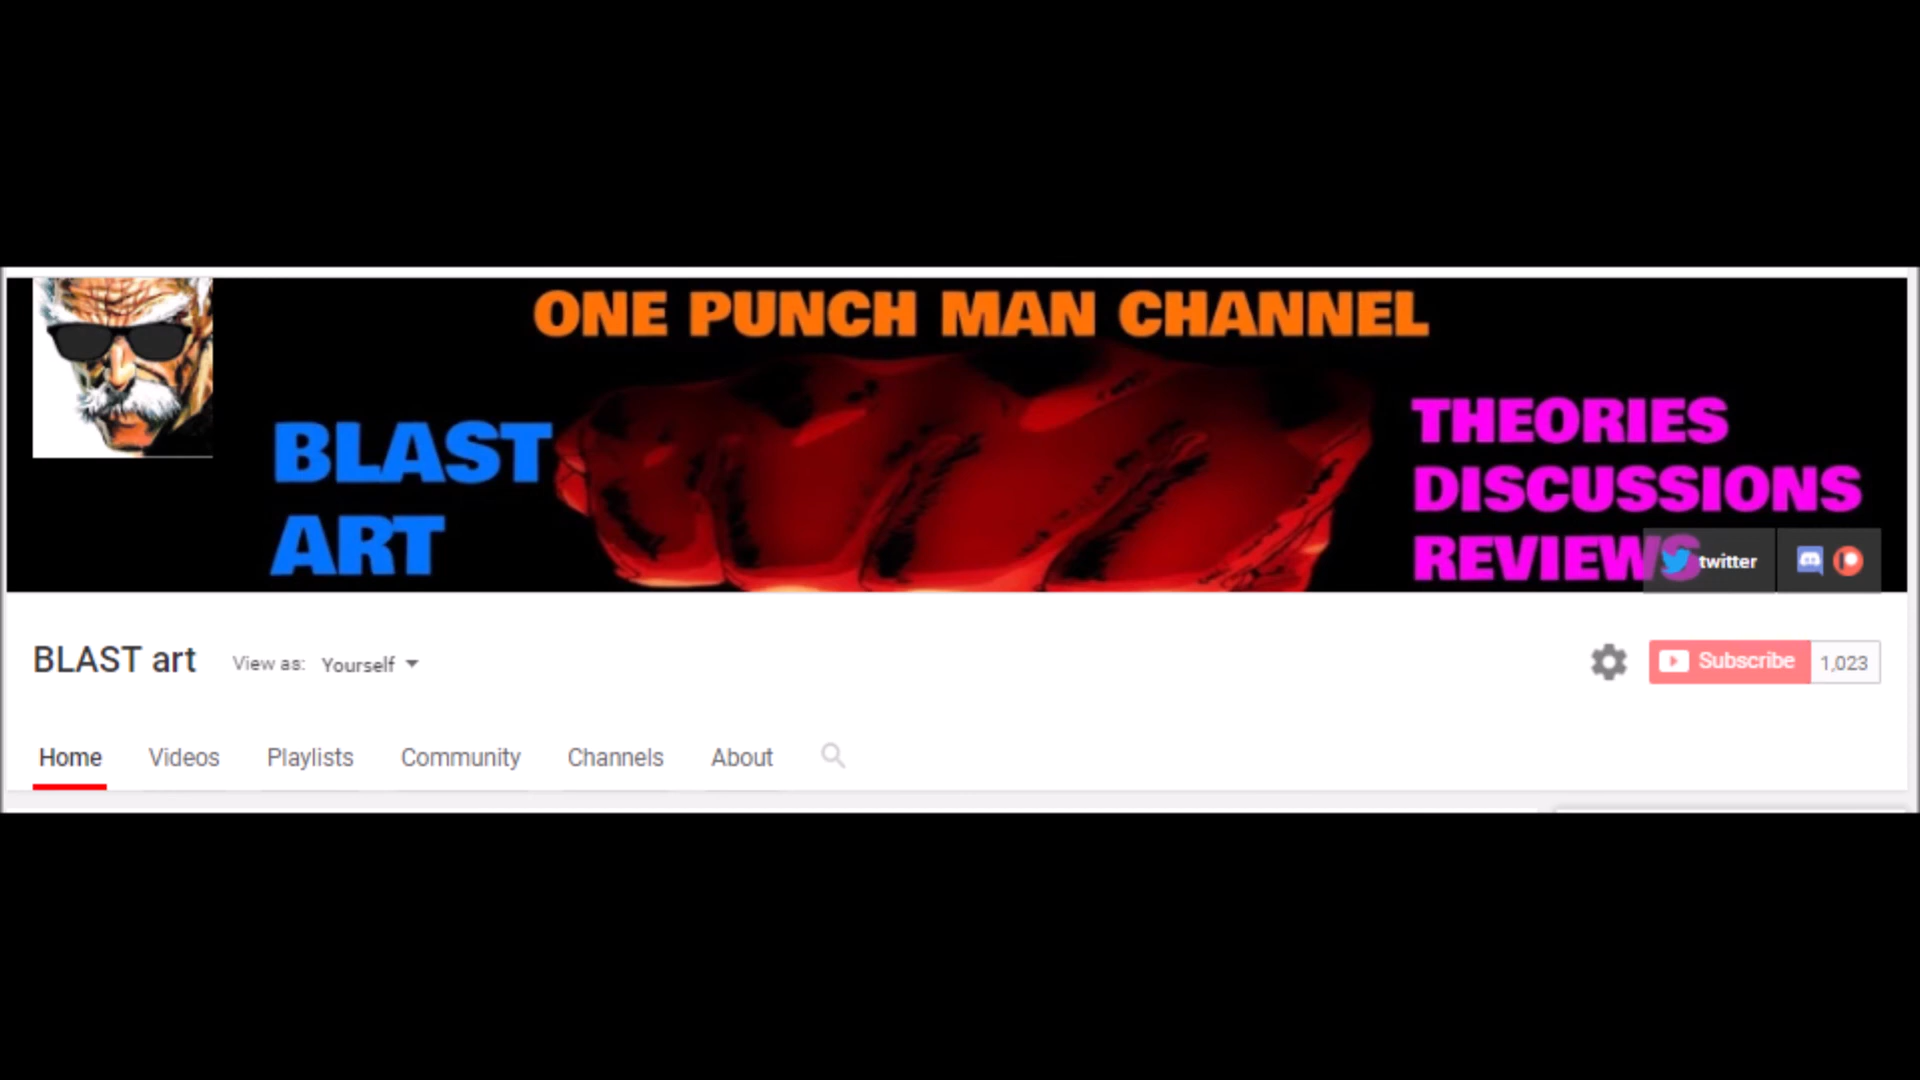 ONE PUNCH MAN CHANNEL
BLAST
ART
THEORIES
DISCUSSIONS
REVIEWS
twitter
BLAST art View as: Yourself
Subscribe 1,023
Home Videos Playlists Community Channels About